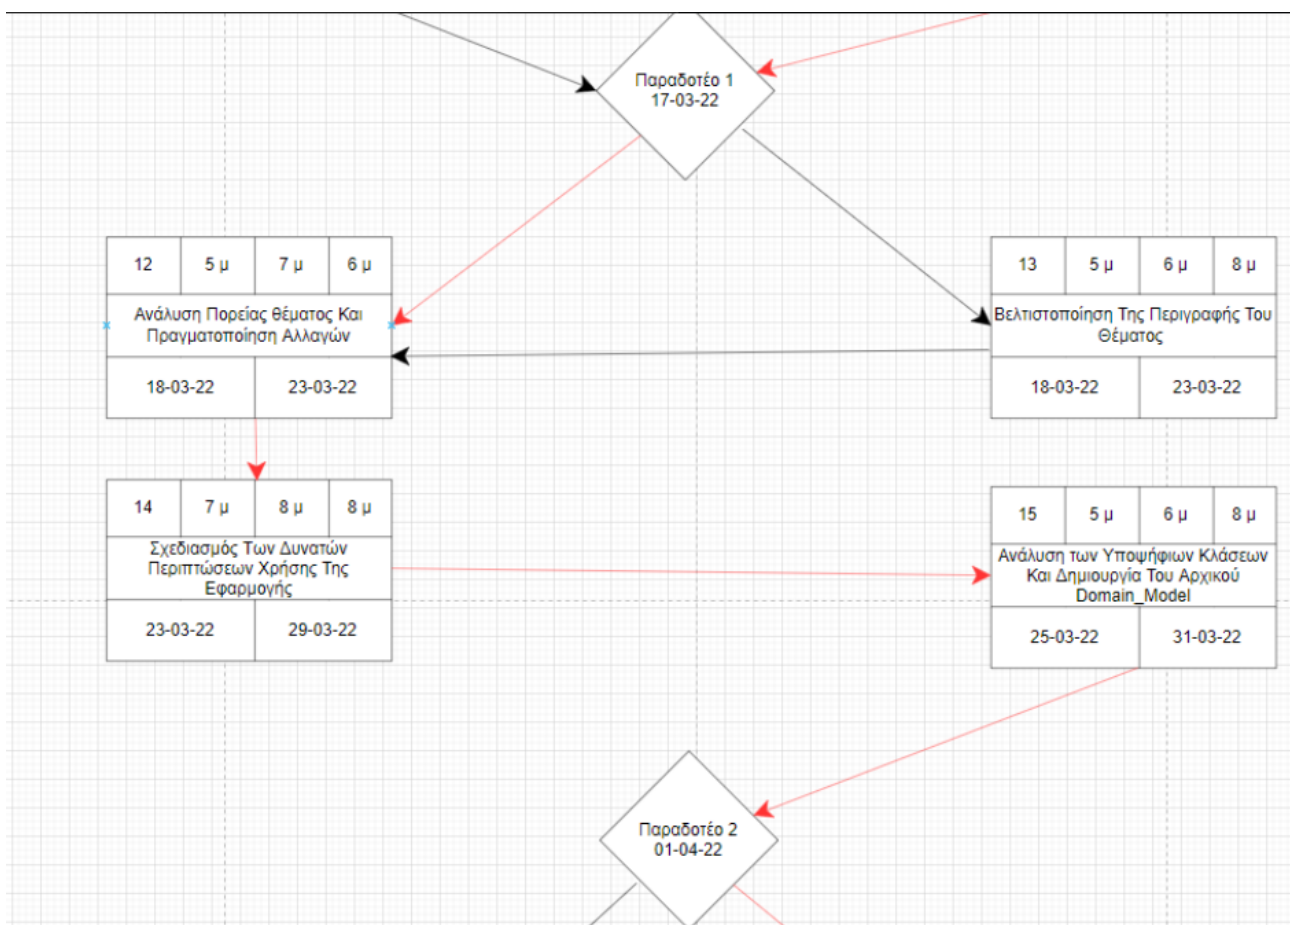 Παραδοτέο 1
17-03-22
12 5 μ 7 μ 6 μ
Ανάλυση Πορείας θέματος Και
Πραγματοποίηση Αλλαγών
18-03-22 23-03-22
13 5 μ 6 μ 8 μ
Βελτιστοποίηση Της Περιγραφής Του
Θέματος
18-03-22 23-03-22
14 7 μ 8 μ 8 μ
Σχεδιασμός Των Δυνατών
Περιπτώσεων Χρήσης Της
Εφαρμογής
23-03-22 29-03-22
15 5 μ 6 μ 8 μ
Ανάλυση των Υποψήφιων Κλάσεων
Και Δημιουργία Του Αρχικού
Domain_Model
25-03-22 31-03-22
Παραδοτέο 2
01-04-22